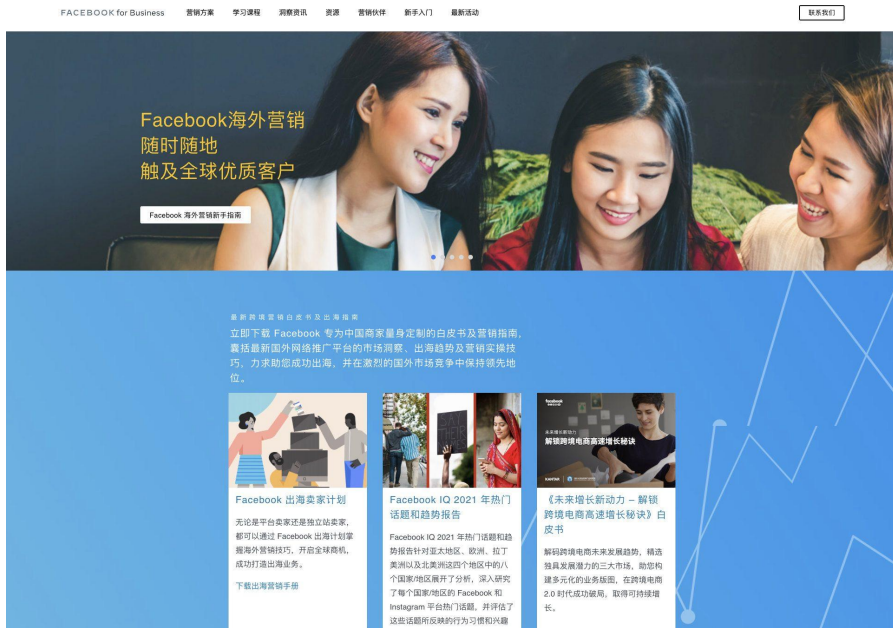 FACEBOOK for Business 营销方案 学习课程 洞察资讯 资源 营销伙伴 新手入门 最新活动 联系我们
Facebook海外营销
随时随地
触及全球优质客户
Facebook 海外营销新手指南
最新跨境营销白皮书及出海指南
立即下载 Facebook 专为中国商家量身定制的白皮书及营销指南，
囊括最新国外网络推广平台的市场洞察、出海趋势及营销实操技
巧，力求助您成功出海，并在激烈的国外市场竞争中保持领先地
位。
Facebook 出海卖家计划
无论是平台卖家还是独立站卖家，
都可以通过 Facebook 出海计划掌
握海外营销技巧，开启全球商机，
成功打造出海业务。
下载出海营销手册
Facebook IQ 2021 年热门
话题和趋势报告
Facebook IQ 2021 年热门话题和趋
势报告针对亚太地区、欧洲、拉丁
美洲以及北美洲这四个地区中的八
个国家/地区展开了分析，深入研究
了每个国家/地区的 Facebook 和
Instagram 平台热门话题，并评估了
这些话题所反映的行为习惯和兴趣
facebook
未来增长新动力
解锁跨境电商高速增长秘诀
KANTAR
《未来增长新动力 – 解锁
跨境电商高速增长秘诀》白
皮书
解码跨境电商未来发展趋势，精选
独具发展潜力的三大市场，助您构
建多元化的业务版图，在跨境电商
2.0 时代成功破局，取得可持续增
长。